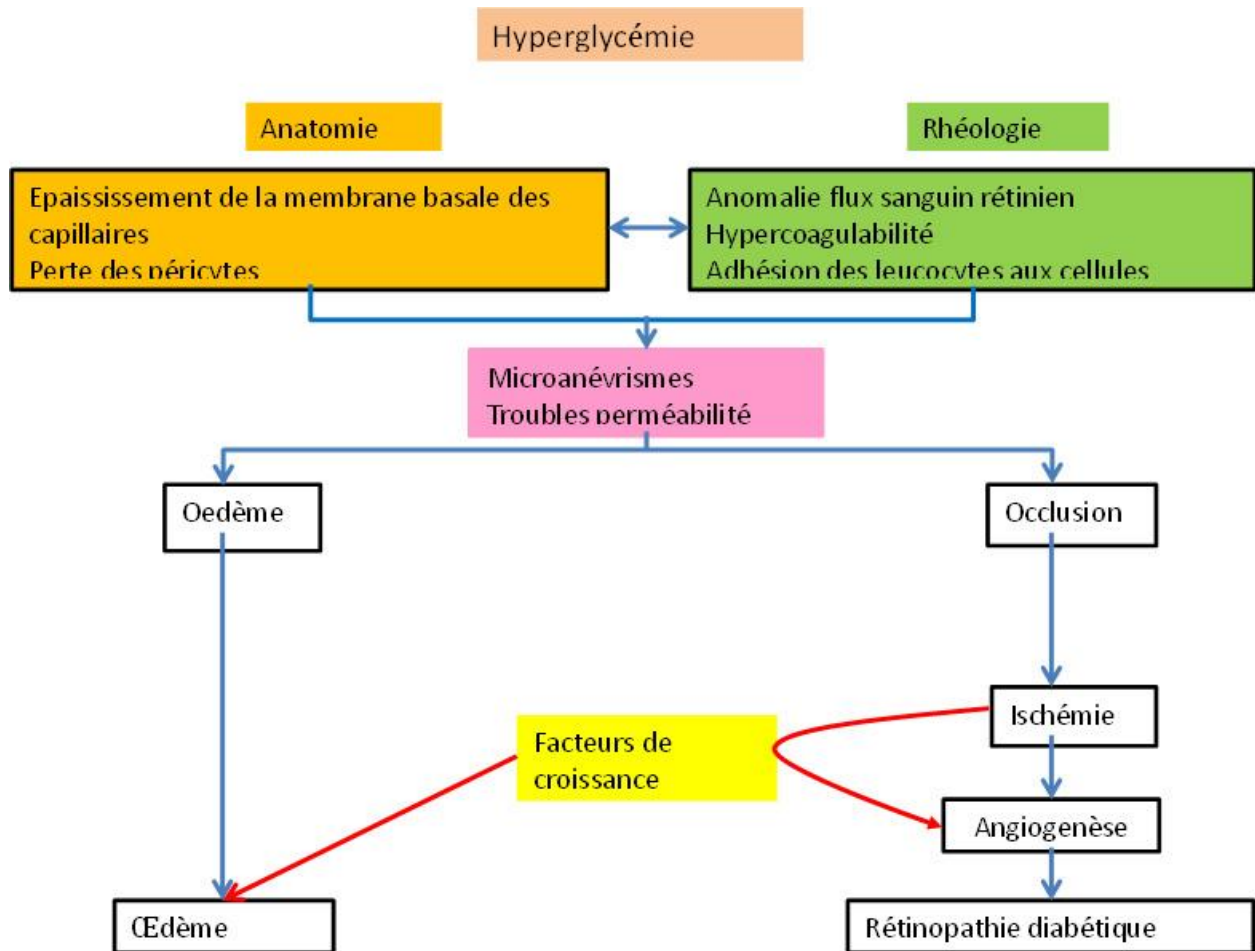 Hyperglycémie
Anatomie
Rhéologie
Epaississement de la membrane basale des
capillaires
Perte des péricytes
Anomalie flux sanguin rétinien
Hypercoagulabilité
Adhésion des leucocytes aux cellules
Microanévrismes
Troubles perméabilité
Oedème
Occlusion
Ischémie
Facteurs de
croissance
Angiogenèse
Œdème
Rétinopathie diabétique